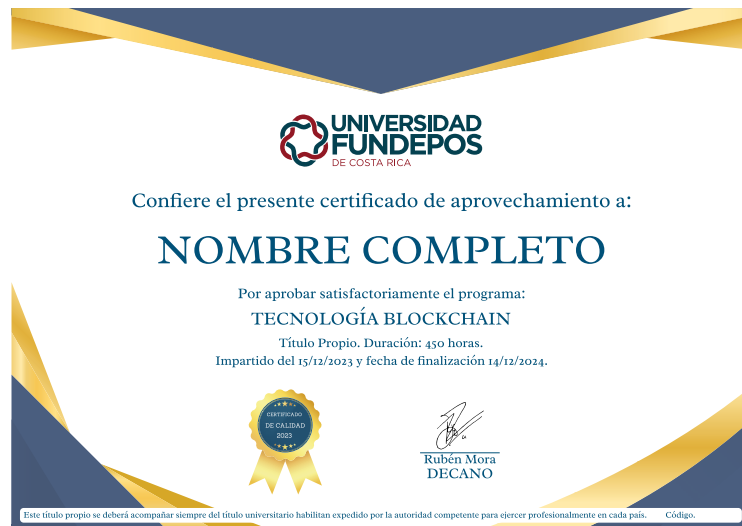 UNIVERSIDAD
FUNDEPOS
DE COSTA RICA
Confiere el presente certificado de aprovechamiento a:
NOMBRE COMPLETO
Por aprobar satisfactoriamente el programa:
TECNOLOGÍA BLOCKCHAIN
Título Propio. Duración: 450 horas.
Impartido del 15/12/2023 y fecha de finalización 14/12/2024.
CERTIFICADO
DE CALIDAD
2023
Rubén Mora
DECANO
Este título propio se deberá acompañar siempre del título universitario habilitan expedido por la autoridad competente para ejercer profesionalmente en cada país. Código.